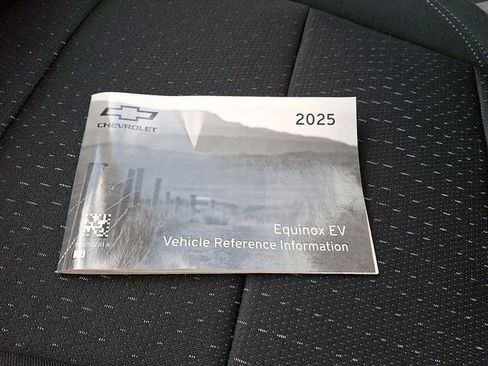 CHEVROLET
2025
Equinox EV
Vehicle Reference Information